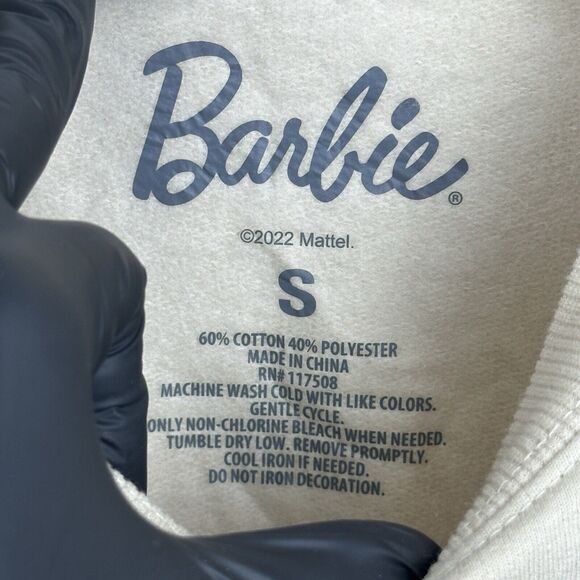 Barbie®
©2022 Mattel.
S
60% COTTON 40% POLYESTER
MADE IN CHINA
RN# 117508
MACHINE WASH COLD WITH LIKE COLORS.
GENTLE CYCLE.
ONLY NON-CHLORINE BLEACH WHEN NEEDED.
TUMBLE DRY LOW. REMOVE PROMPTLY.
COOL IRON IF NEEDED.
DO NOT IRON DECORATION.